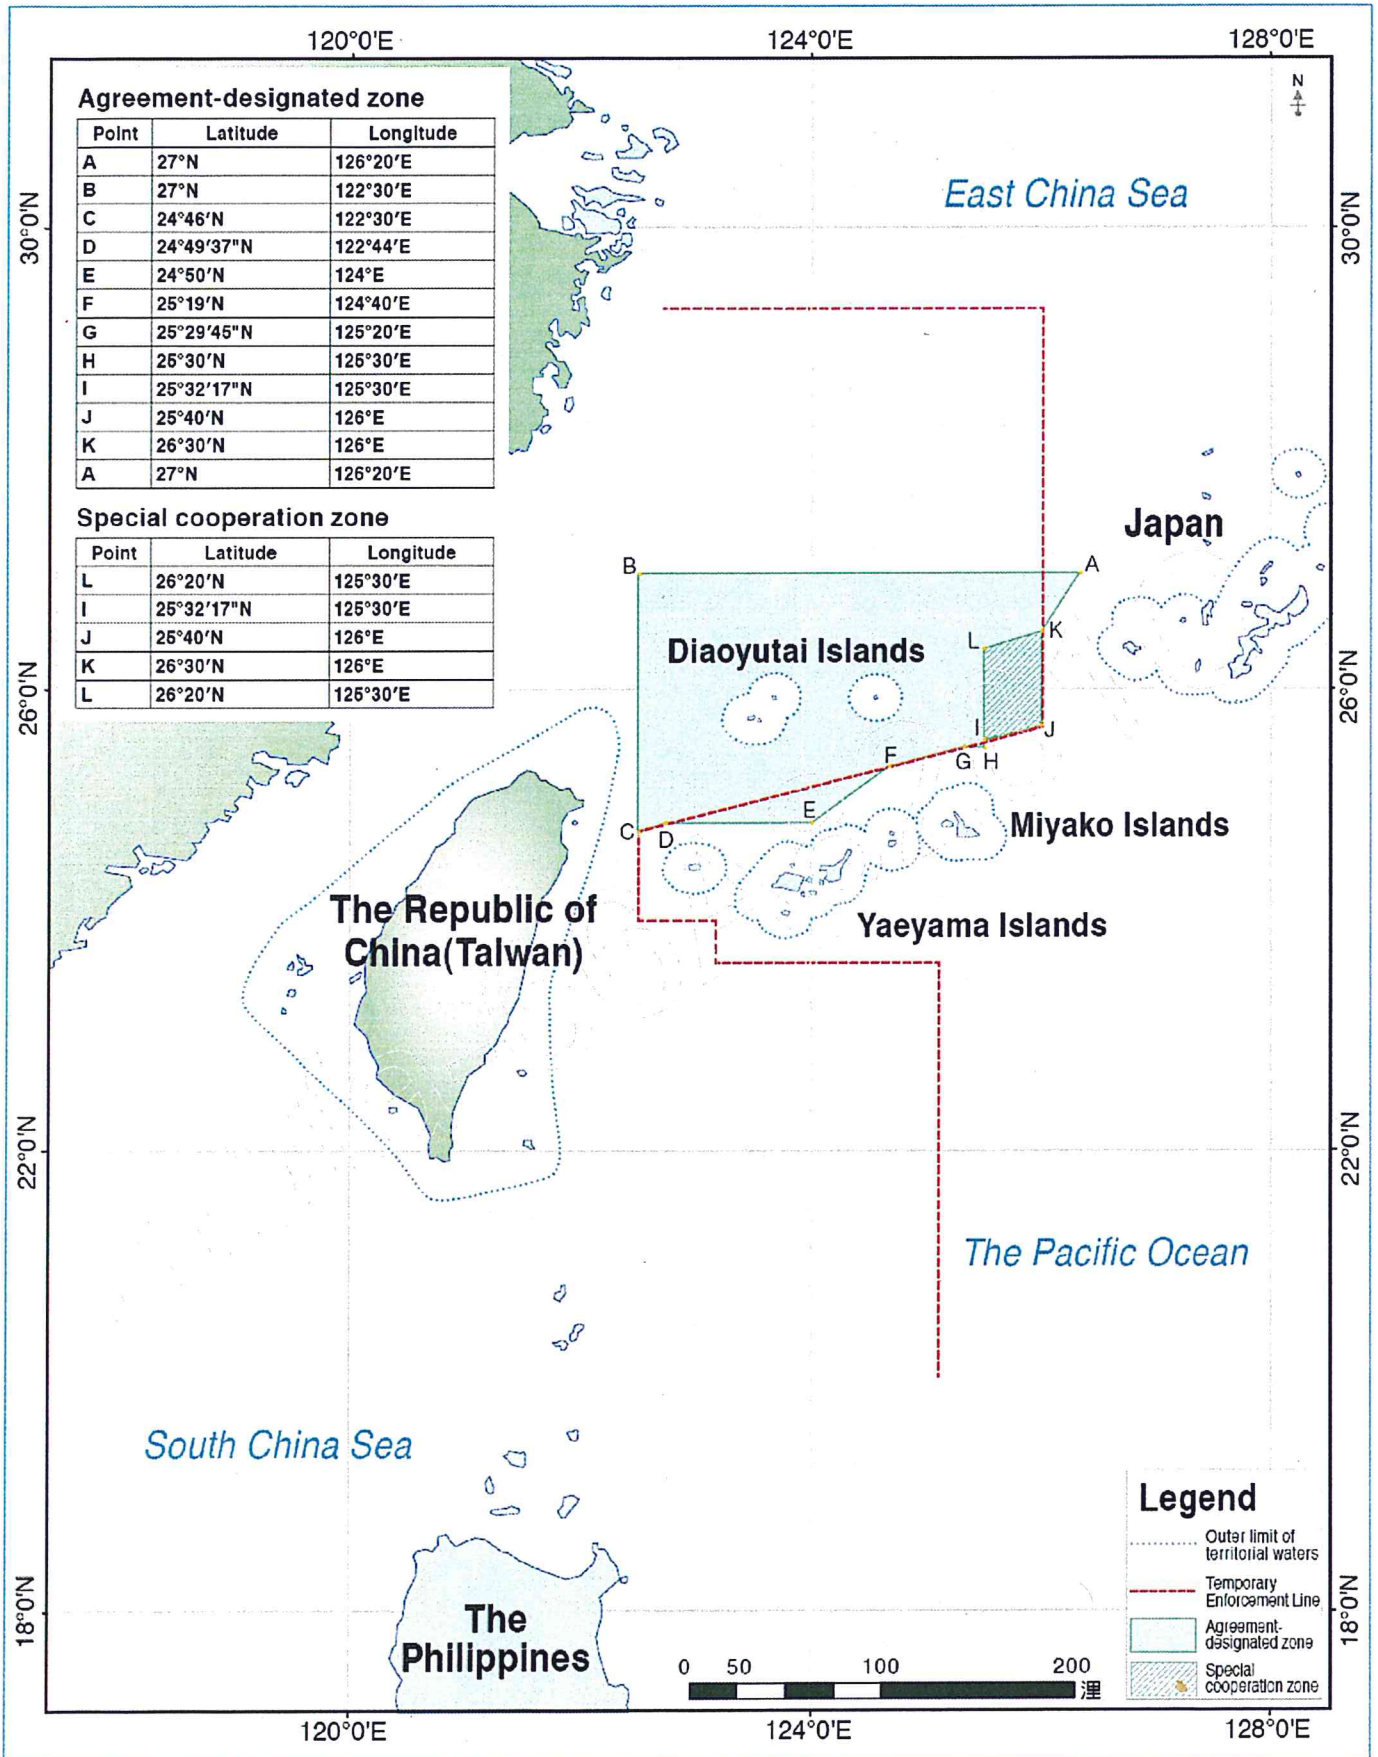 120°0'E 124°0'E 128°0'E
N
Agreement-designated zone
Point Latitude Longitude
A 27°N 126°20'E
B 27°N 122°30'E
C 24°46'N 122°30'E
D 24°49'37"N 122°44'E
E 24°50'N 124°E
F 25°19'N 124°40'E
G 25°29'45"N 125°20'E
H 25°30'N 125°30'E
I 25°32'17"N 125°30'E
J 25°40'N 126°E
K 26°30'N 126°E
A 27°N 126°20'E
Special cooperation zone
Point Latitude Longitude
L 26°20'N 125°30'E
I 25°32'17"N 125°30'E
J 25°40'N 126°E
K 26°30'N 126°E
L 26°20'N 125°30'E
30°0'N
30°0'N
East China Sea
Japan
B
A
K
L
Diaoyutai Islands
26°0'N
26°0'N
I
J
G
H
F
E
C
D
Miyako Islands
The Republic of
China(Taiwan)
Yaeyama Islands
22°0'N
22°0'N
The Pacific Ocean
South China Sea
18°0'N
18°0'N
The
Philippines
Legend
Outer limit of
territorial waters
Temporary
Enforcement Line
Agreement-
designated zone
Special
cooperation zone
0 50 100 200
浬
120°0'E 124°0'E 128°0'E